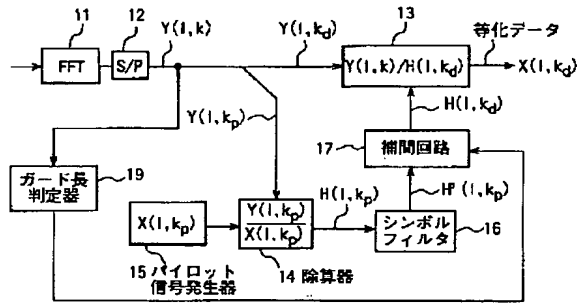 11
12
13
FFT
S/P
Y(l,k)
Y(l,kd)
Y(l,k)/H(l,kd)
等化データ
X(l,kd)
Y(l,kp)
H(l,kd)
17
補間回路
ガード長
判定器
19
X(l,kp)
Y(l,kp)
X(l,kp)
H(l,kp)
H'(l,kp)
シンボル
フィルタ
16
15 パイロット
信号発生器
14 除算器